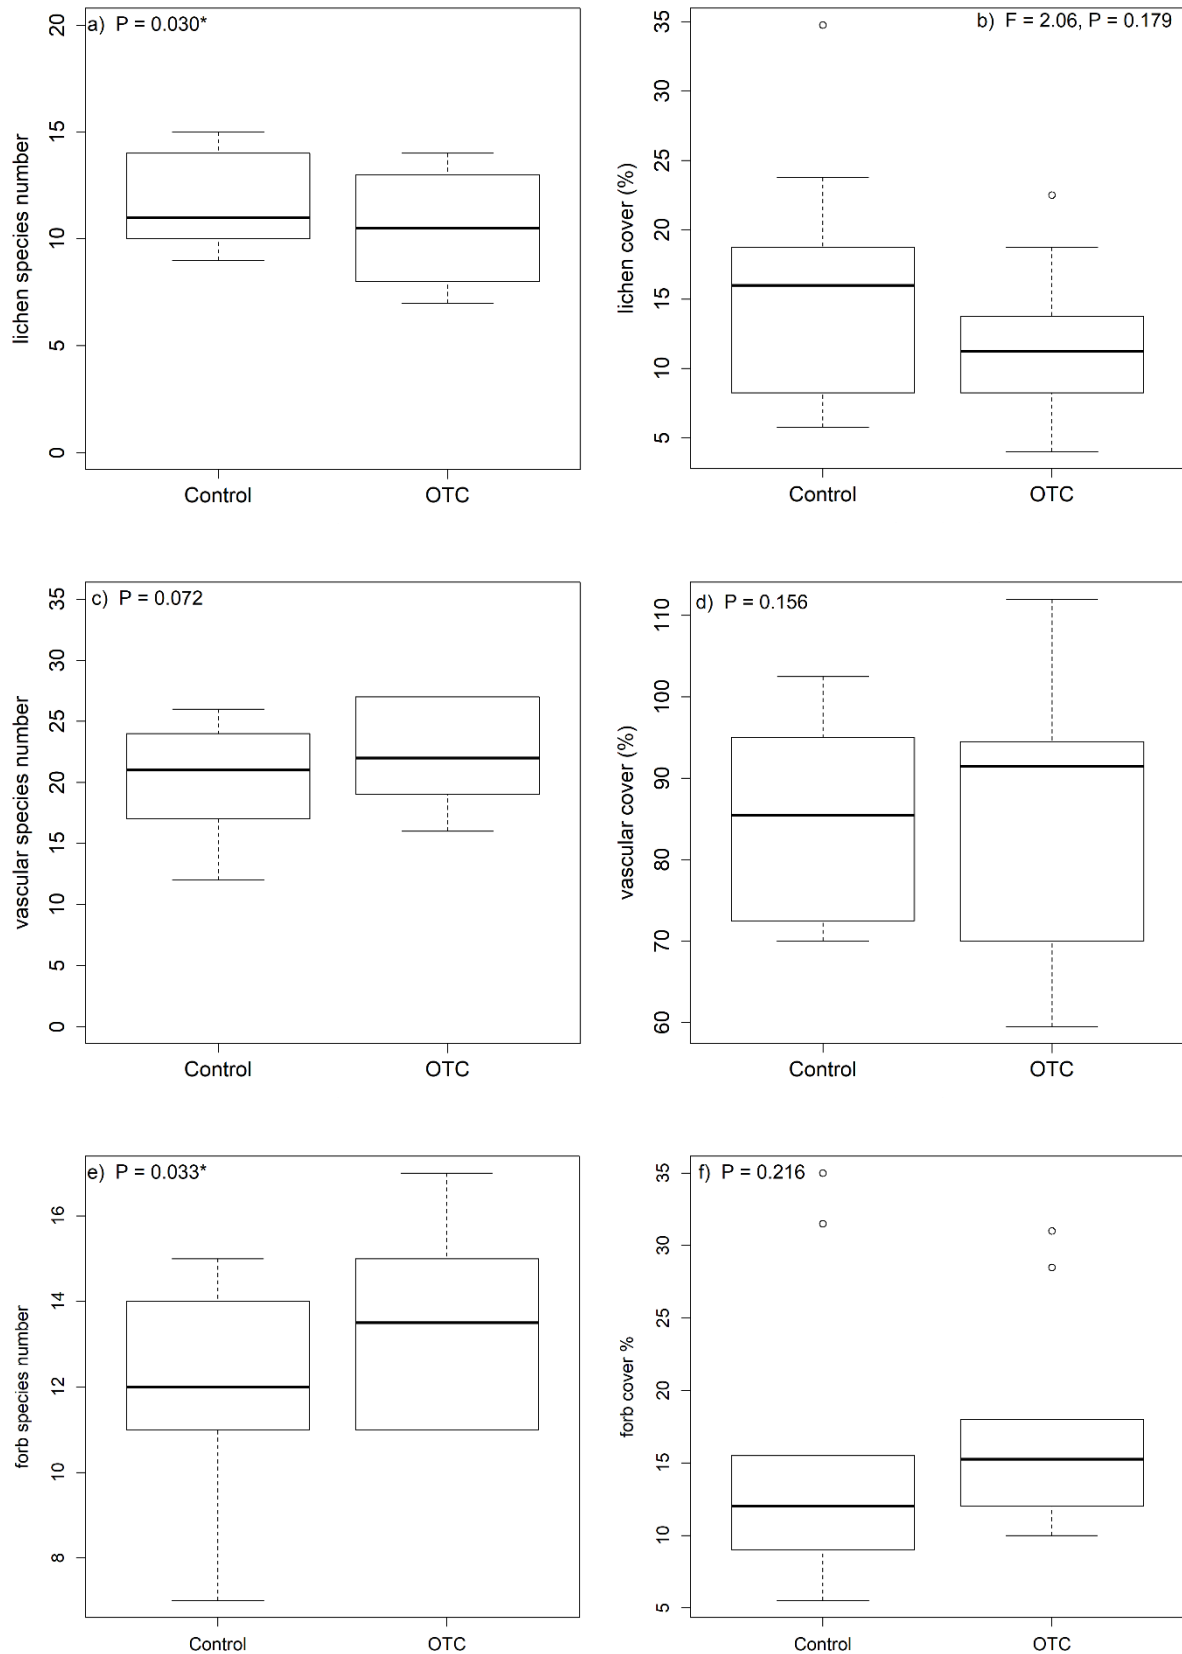 a)  P = 0.030*
lichen species number
20
15
10
5
0
Control
OTC
b)  F = 2.06, P = 0.179
lichen cover (%)
35
30
25
20
15
10
5
Control
OTC
c)  P = 0.072
vascular species number
35
30
25
20
15
10
5
0
Control
OTC
d)  P = 0.156
vascular cover (%)
110
100
90
80
70
60
Control
OTC
e)  P = 0.033*
forb species number
16
14
12
10
8
Control
OTC
f)  P = 0.216
forb cover %
35
30
25
20
15
10
5
Control
OTC